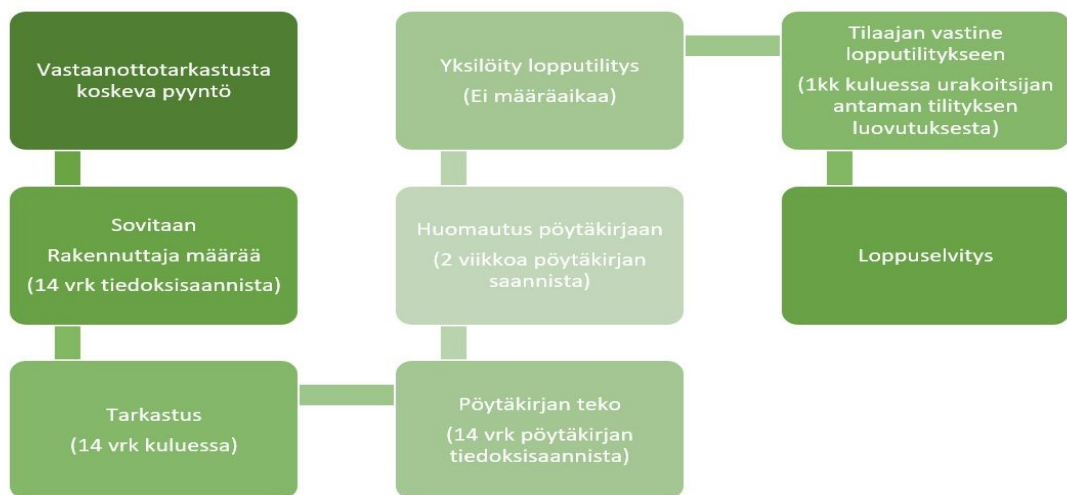 Vastaanottotarkastusta
koskeva pyyntö
Sovitaan
Rakennuttaja määrää
(14 vrk tiedoksisaannista)
Tarkastus
(14 vrk kuluessa)
Pöytäkirjan teko
(14 vrk pöytäkirjan
tiedoksisaannista)
Huomautus pöytäkirjaan
(2 viikkoa pöytäkirjan
saannista)
Yksilöity lopputilitys
(Ei määräaikaa)
Tilaajan vastine
lopputilitykseen
(1kk kuluessa urakoitsijan
antaman tilityksen
luovutuksesta)
Loppuselvitys